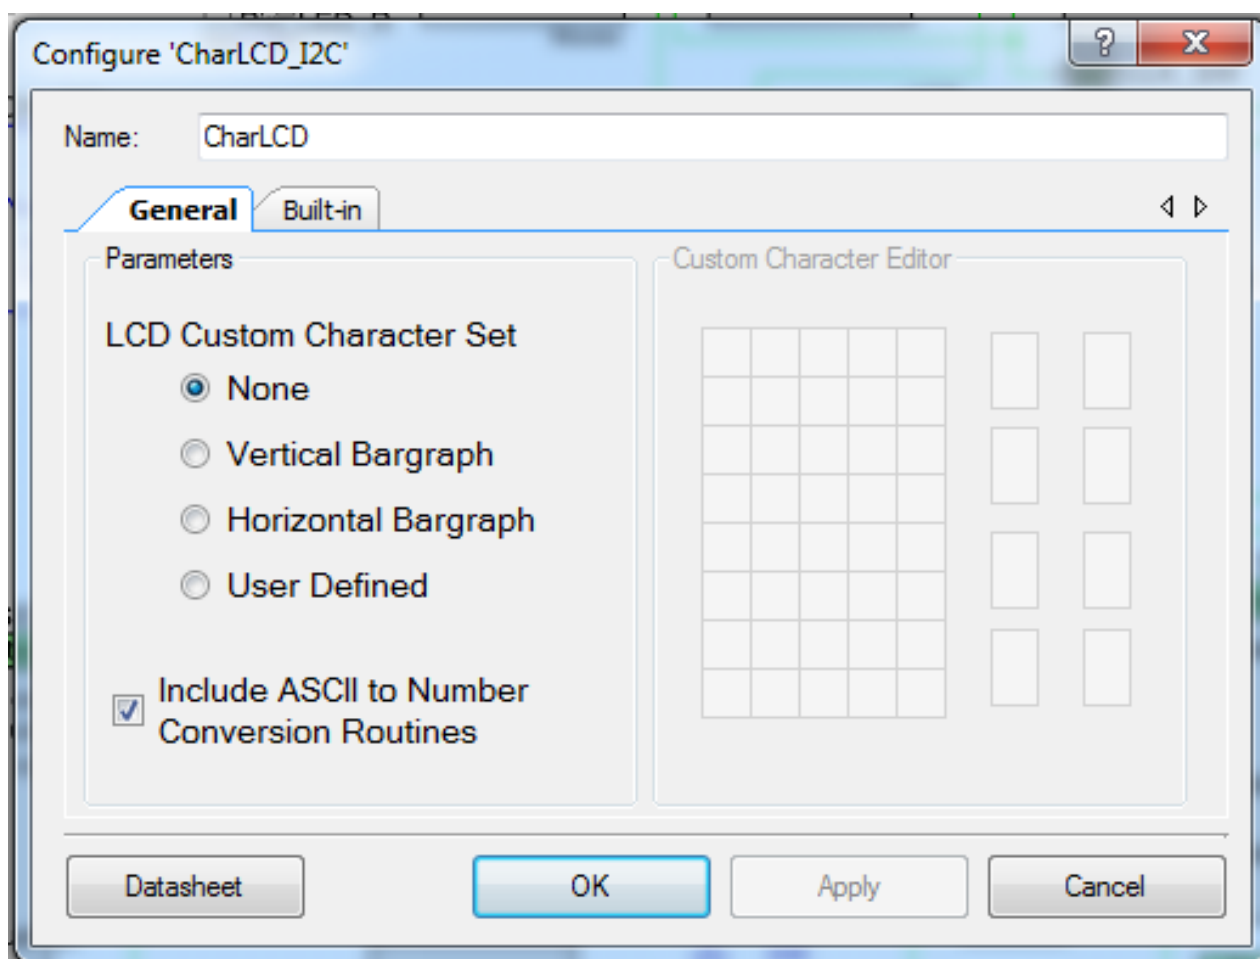 Configure 'CharLCD_I2C'
Name: CharLCD
General Built-in
Parameters
Custom Character Editor
LCD Custom Character Set
None
Vertical Bargraph
Horizontal Bargraph
User Defined
Include ASCII to Number
Conversion Routines
Datasheet OK Apply Cancel